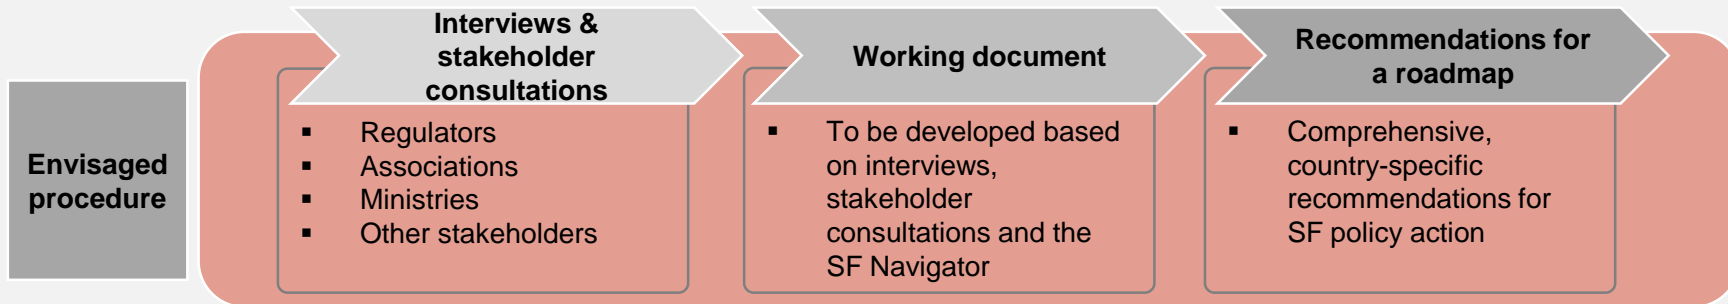 Envisaged
procedure
Interviews &
stakeholder
consultations
▪ Regulators
▪ Associations
▪ Ministries
▪ Other stakeholders
Working document
▪ To be developed based
on interviews,
stakeholder
consultations and the
SF Navigator
Recommendations for
a roadmap
▪ Comprehensive,
country-specific
recommendations for
SF policy action